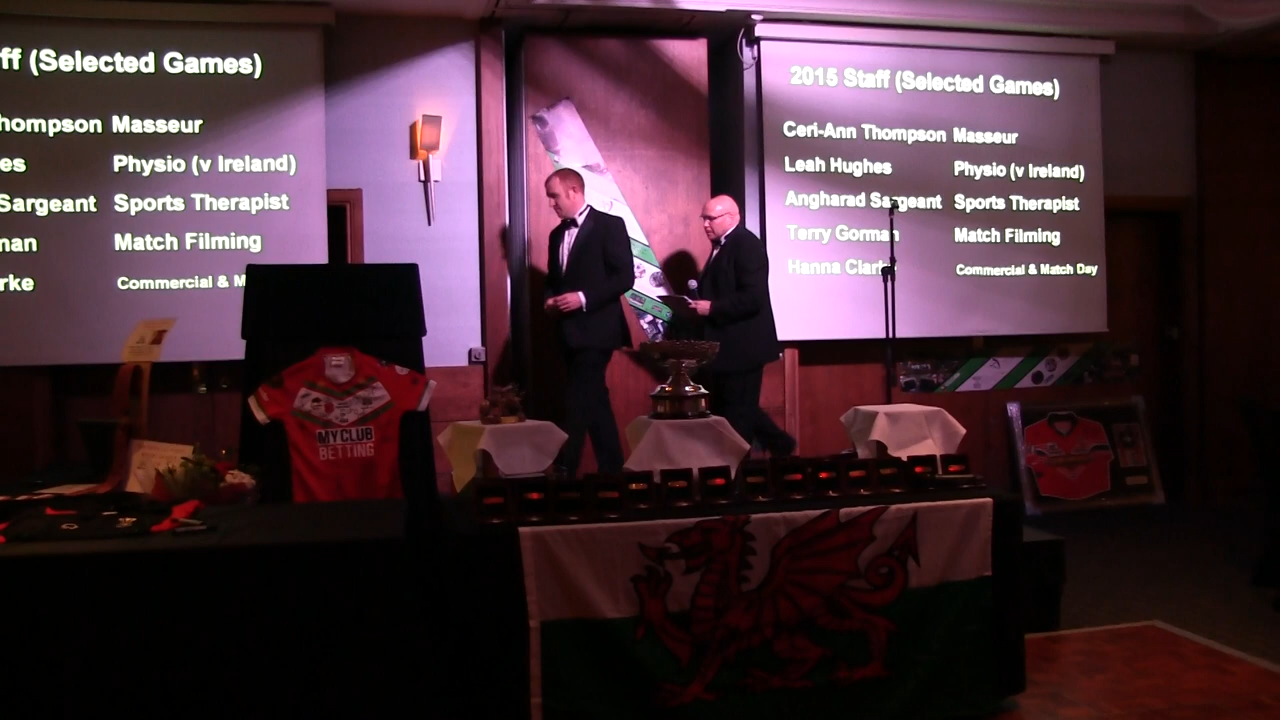 ff (Selected Games)
hompson Masseur
es Physio (v Ireland)
Sargeant Sports Therapist
man Match Filming
rke Commercial & M
2015 Staff (Selected Games)
Ceri-Ann Thompson Masseur
Leah Hughes Physio (v Ireland)
Angharad Sargeant Sports Therapist
Terry Gorman Match Filming
Hanna Clarke Commercial & Match Day
MYCLUB
BETTING